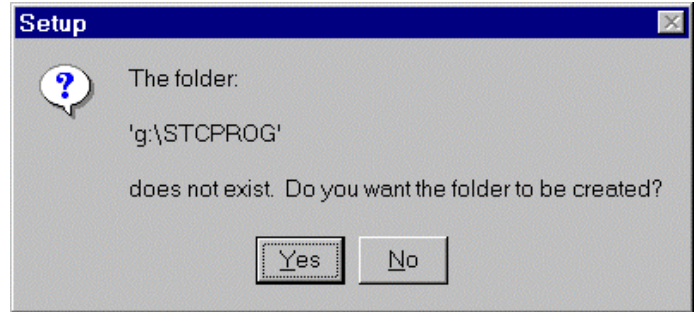 Setup
The folder:
'g:\STCPROG'
does not exist.  Do you want the folder to be created?
Yes No